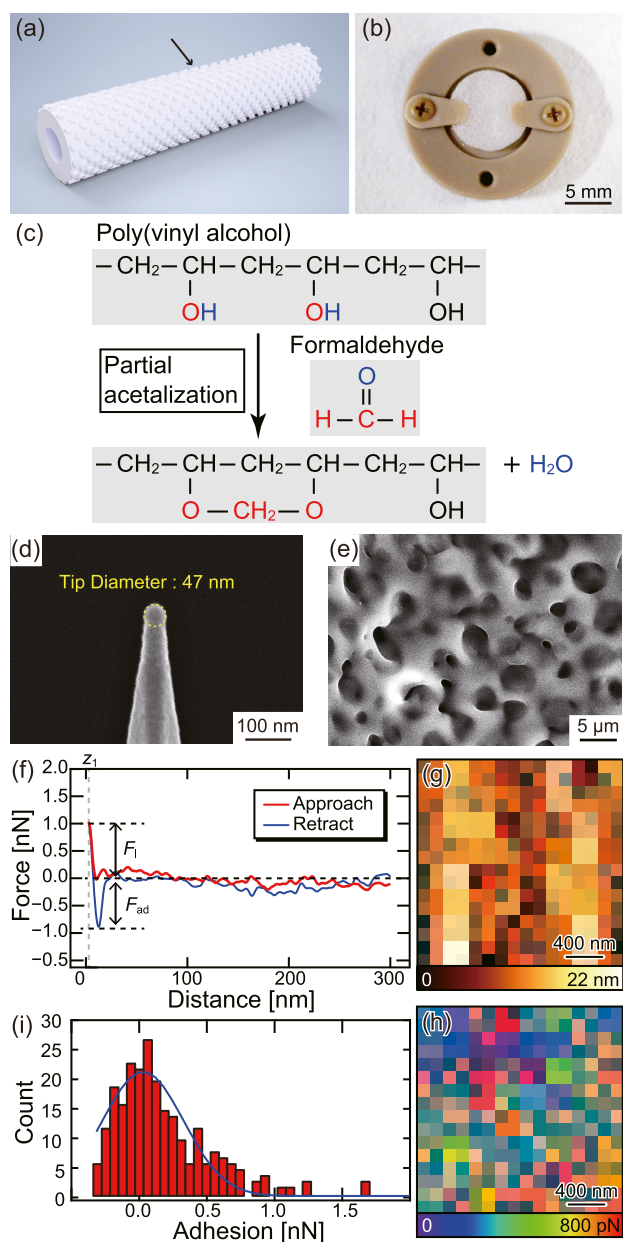 (a)
(b)
5 mm
(c)
Poly(vinyl alcohol)
— CH₂ — CH — CH₂ — CH — CH₂ — CH—
OH OH OH
Partial
acetalization
Formaldehyde
O
H — C — H
— CH₂ — CH — CH₂ — CH — CH₂ — CH—
+ H₂O
O — CH₂ — O OH
(d)
Tip Diameter : 47 nm
100 nm
(e)
5 µm
(f)
z₁
2.0
1.5
1.0
0.5
0.0
−0.5
−1.0
−0.5
Force [nN]
Approach
Retract
F_l
F_ad
0 100 200 300
Distance [nm]
(g)
400 nm
0 22 nm
(i)
30
25
20
15
10
5
0
Count
0.0 0.5 1.0 1.5
Adhesion [nN]
(h)
400 nm
0 800 pN